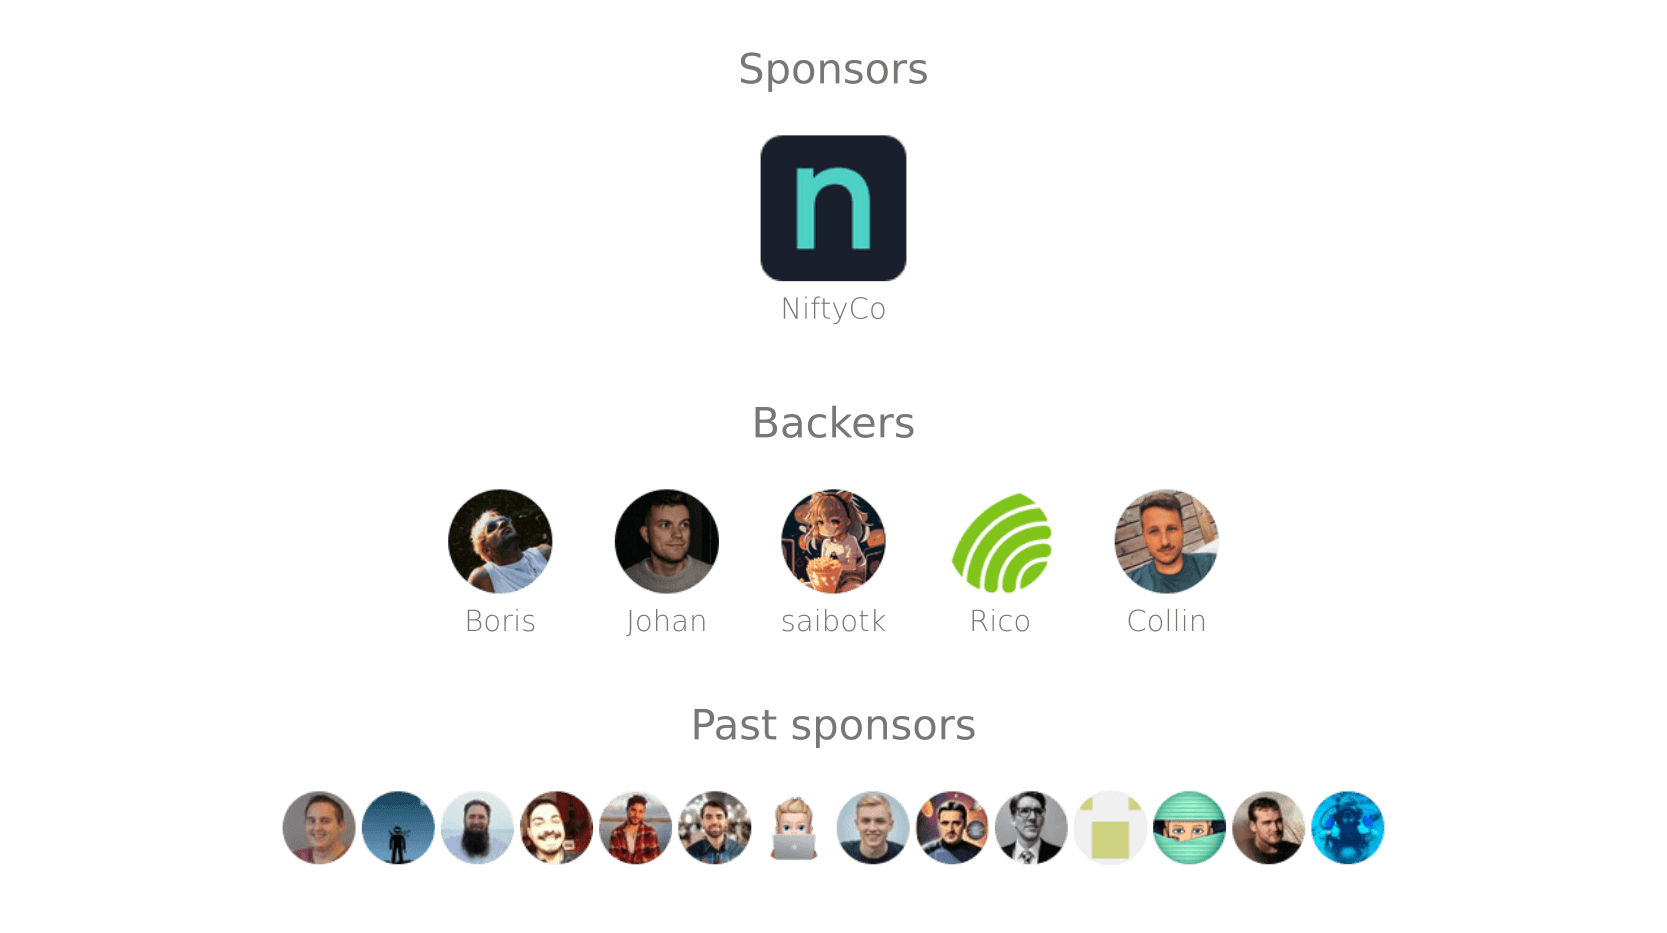 Sponsors
n
NiftyCo
Backers
Boris Johan saibotk Rico Collin
Past sponsors